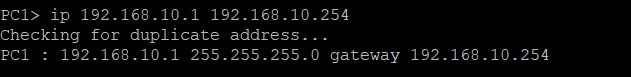 PC1> ip 192.168.10.1 192.168.10.254
Checking for duplicate address...
PC1 : 192.168.10.1 255.255.255.0 gateway 192.168.10.254